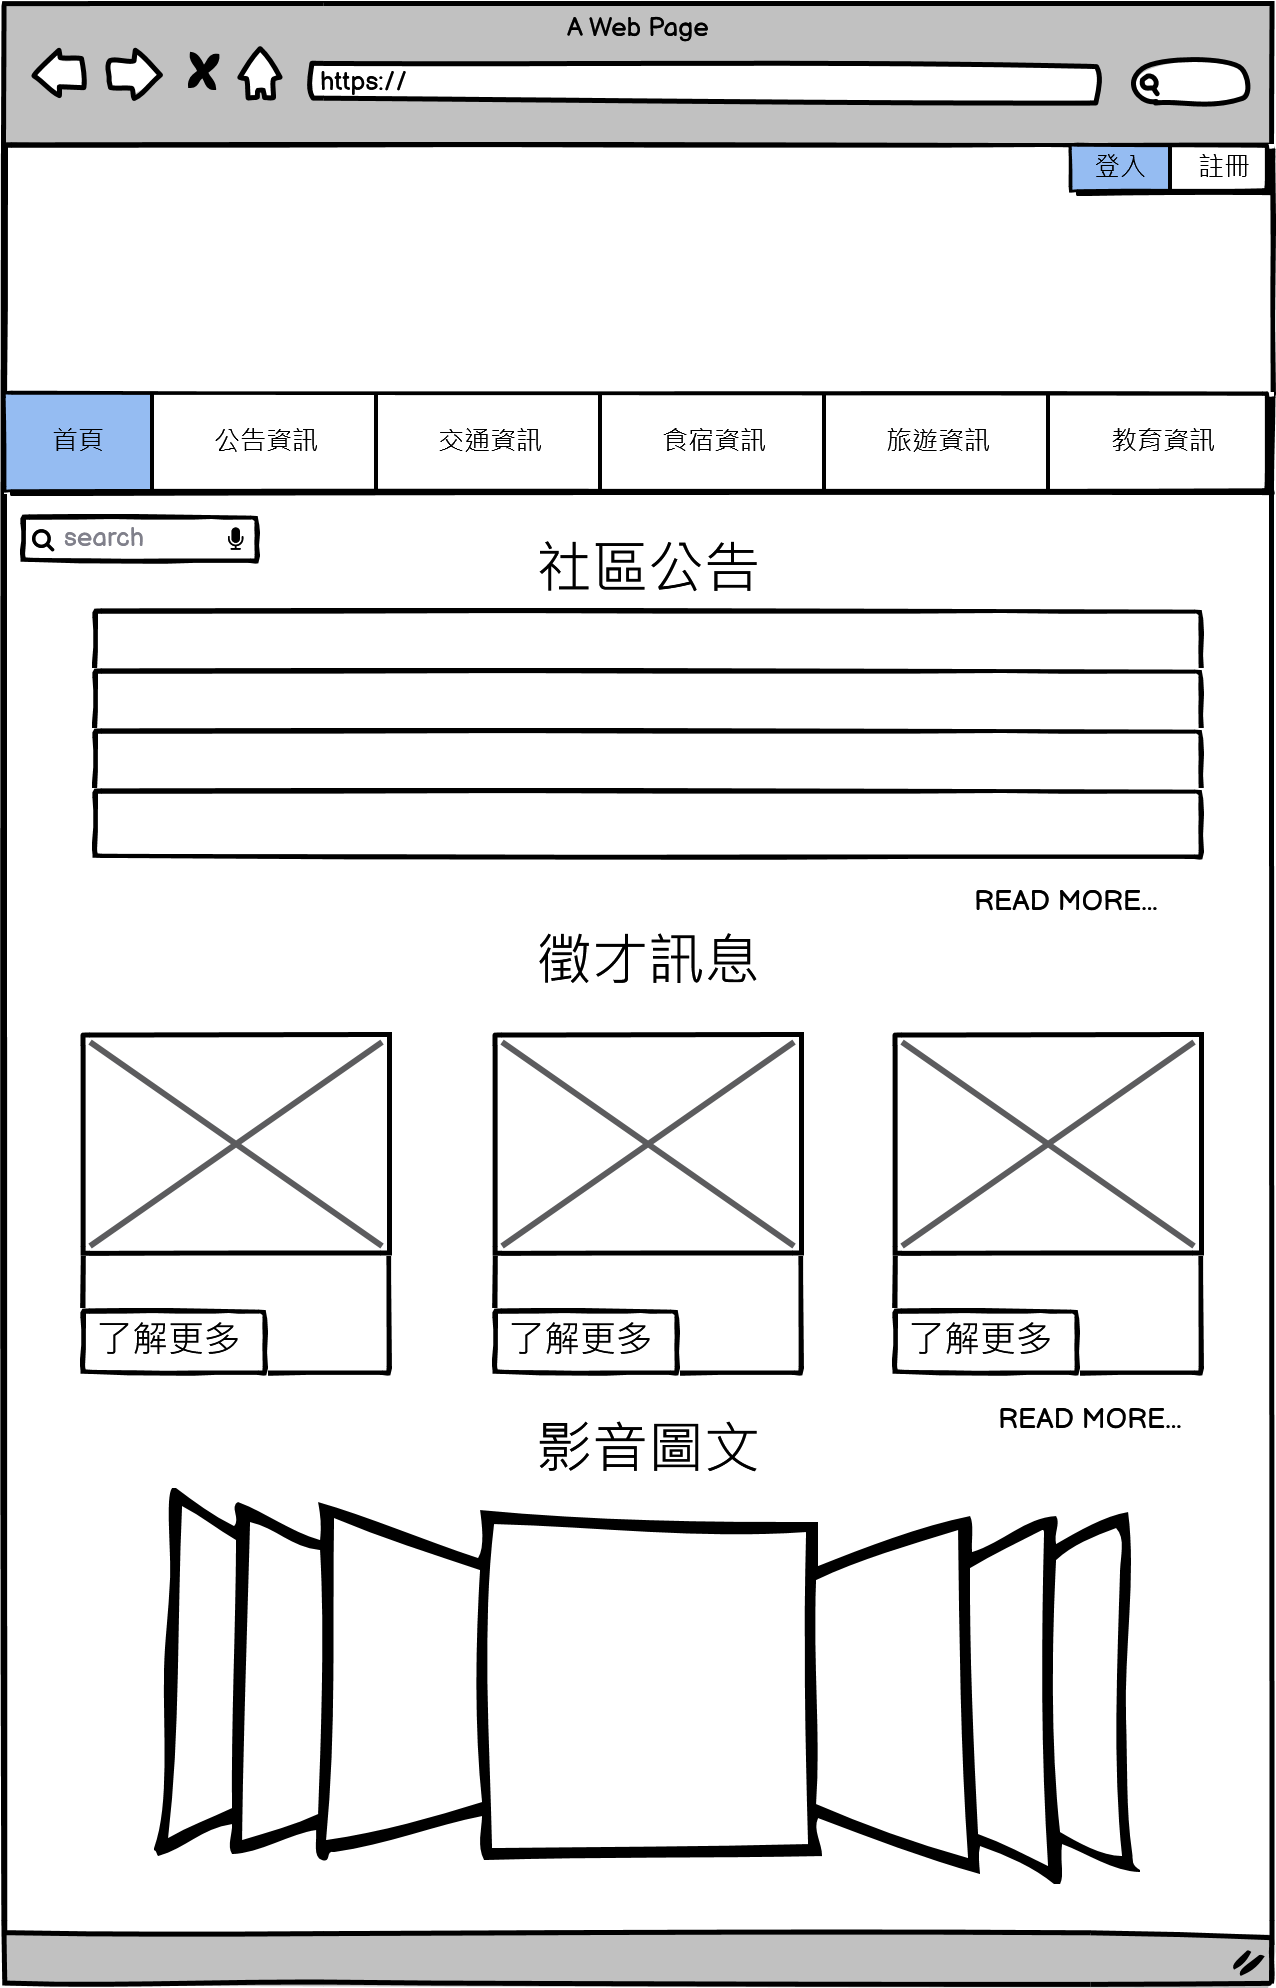 A Web Page
https://
登入 註冊
首頁 公告資訊 交通資訊 食宿資訊 旅遊資訊 教育資訊
search
社區公告
READ MORE...
徵才訊息
了解更多 了解更多 了解更多
READ MORE...
影音圖文